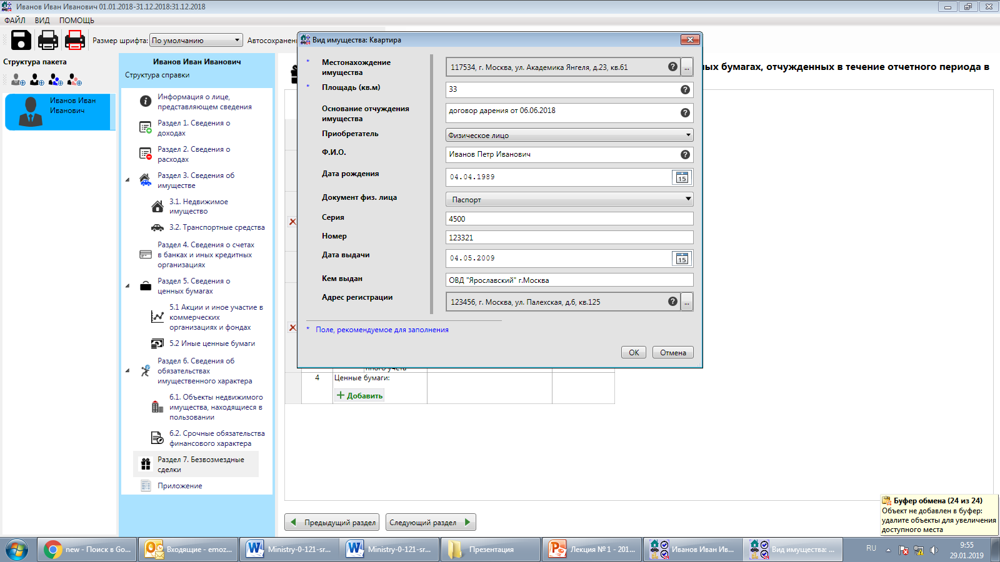 Иванов Иван Иванович 01.01.2018-31.12.2018:31.12.2018
ФАЙЛ ВИД ПОМОЩЬ
Размер шрифта: По умолчанию Автосохранен
Структура пакета
Иванов Иван
Иванович
Иванов Иван Иванович
Структура справки
Информация о лице,
представляющем сведения
Раздел 1. Сведения о
доходах
Раздел 2. Сведения о
расходах
Раздел 3. Сведения об
имуществе
3.1. Недвижимое
имущество
3.2. Транспортные средства
Раздел 4. Сведения о счетах
в банках и иных кредитных
организациях
Раздел 5. Сведения о
ценных бумагах
5.1 Акции и иное участие в
коммерческих
организациях и фондах
5.2 Иные ценные бумаги
Раздел 6. Сведения об
обязательствах
имущественного характера
6.1. Объекты недвижимого
имущества, находящиеся в
пользовании
6.2. Срочные обязательства
финансового характера
Раздел 7. Безвозмездные
сделки
Приложение
ых бумагах, отчужденных в течение отчетного периода в
Вид имущества: Квартира
* Местонахождение
имущества
117534, г. Москва, ул. Академика Янгеля, д.23, кв.61 ? ...
* Площадь (кв.м)
33 ?
Основание отчуждения
имущества
договор дарения от 06.06.2018 ?
Приобретатель
Физическое лицо
Ф.И.О.
Иванов Петр Иванович ?
Дата рождения
04.04.1989 15
Документ физ. лица
Паспорт
Серия
4500
Номер
123321
Дата выдачи
04.05.2009 15
Кем выдан
ОВД "Ярославский" г.Москва
Адрес регистрации
123456, г. Москва, ул. Палехская, д.6, кв.125 ? ...
* Поле, рекомендуемое для заполнения
ОК Отмена
нного учета
4 Ценные бумаги:
Добавить
Предыдущий раздел Следующий раздел
Буфер обмена (24 из 24)
Объект не добавлен в буфер:
удалите объекты для увеличения
доступного места
new - Поиск в Go... Входящие - emoz... Ministry-0-121-sr... Ministry-0-121-sr... Презентация Лекция №1 - 201... Иванов Иван Ив... Вид имущества: ... RU 9:55
29.01.2019